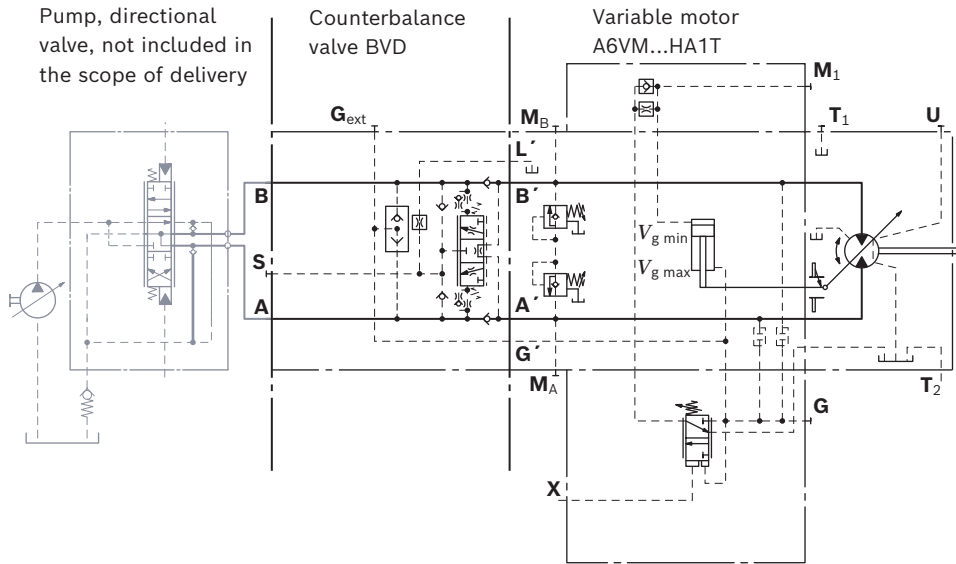 Pump, directional
valve, not included in
the scope of delivery
Counterbalance
valve BVD
Variable motor
A6VM...HA1T
M1
Gext
MB
T1
U
L´
B
B´
Vg min
S
Vg max
A
A´
G´
MA
T2
G
X